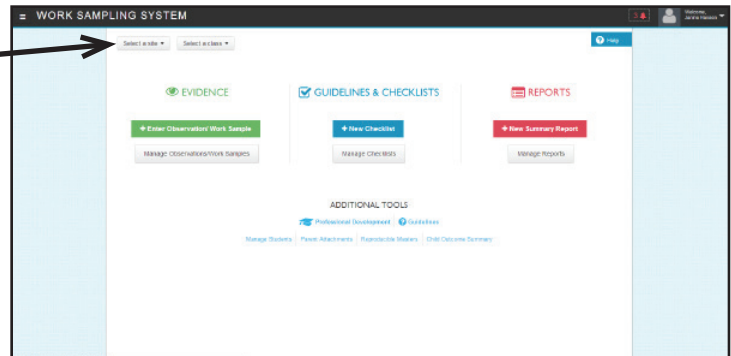 WORK SAMPLING SYSTEM
3
Welcome,
Select a site
Select a class
Help
EVIDENCE
GUIDELINES & CHECKLISTS
REPORTS
+ Enter Observation/ Work Sample
+ New Checklist
+ New Summary Report
Manage Observations/Work Samples
Manage Checklists
Manage Reports
ADDITIONAL TOOLS
Professional Development
Guidelines
Manage Students
Parent Attachments
Reproducible Masters
Child Outcome Summary